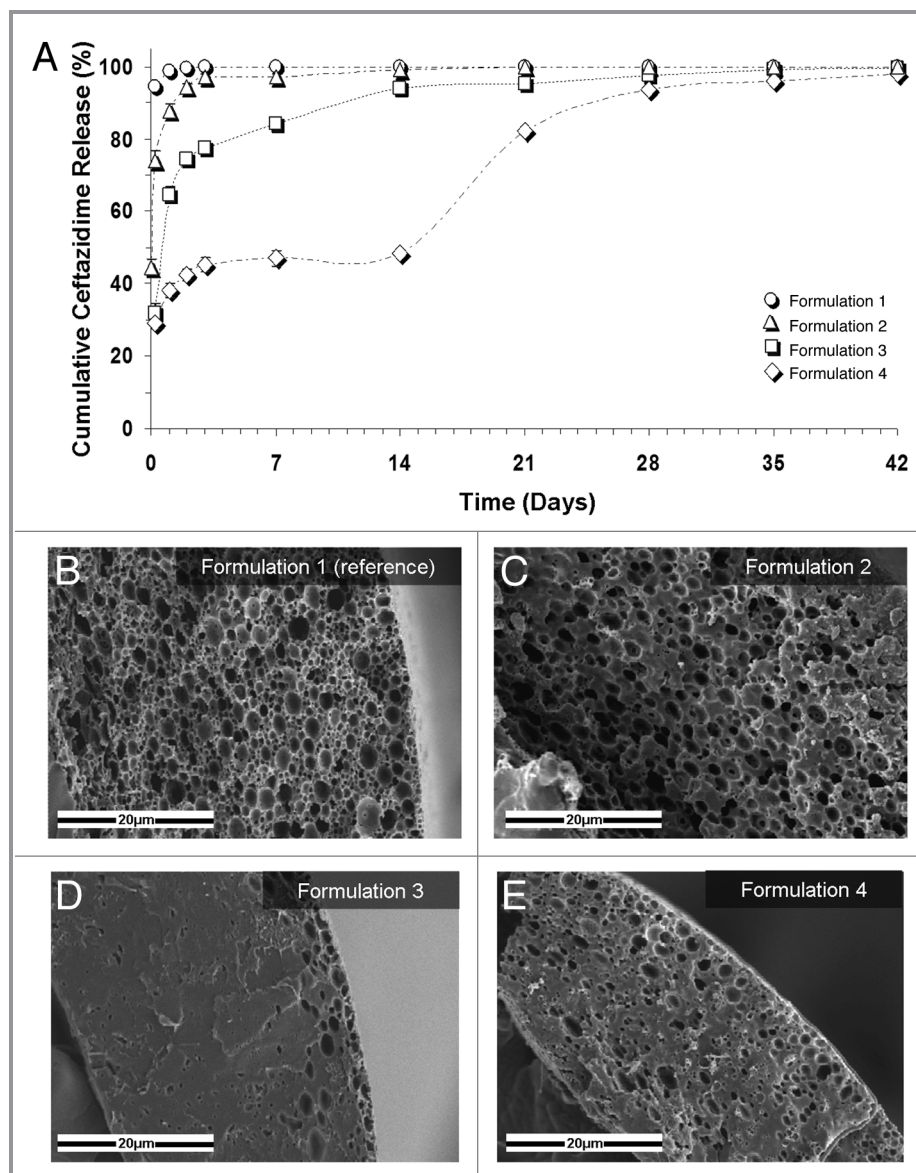 A
Cumulative Ceftazidime Release (%)
100
80
60
40
20
0
0 7 14 21 28 35 42
Time (Days)
Formulation 1
Formulation 2
Formulation 3
Formulation 4
B
Formulation 1 (reference)
20µm
C
Formulation 2
20µm
D
Formulation 3
20µm
E
Formulation 4
20µm